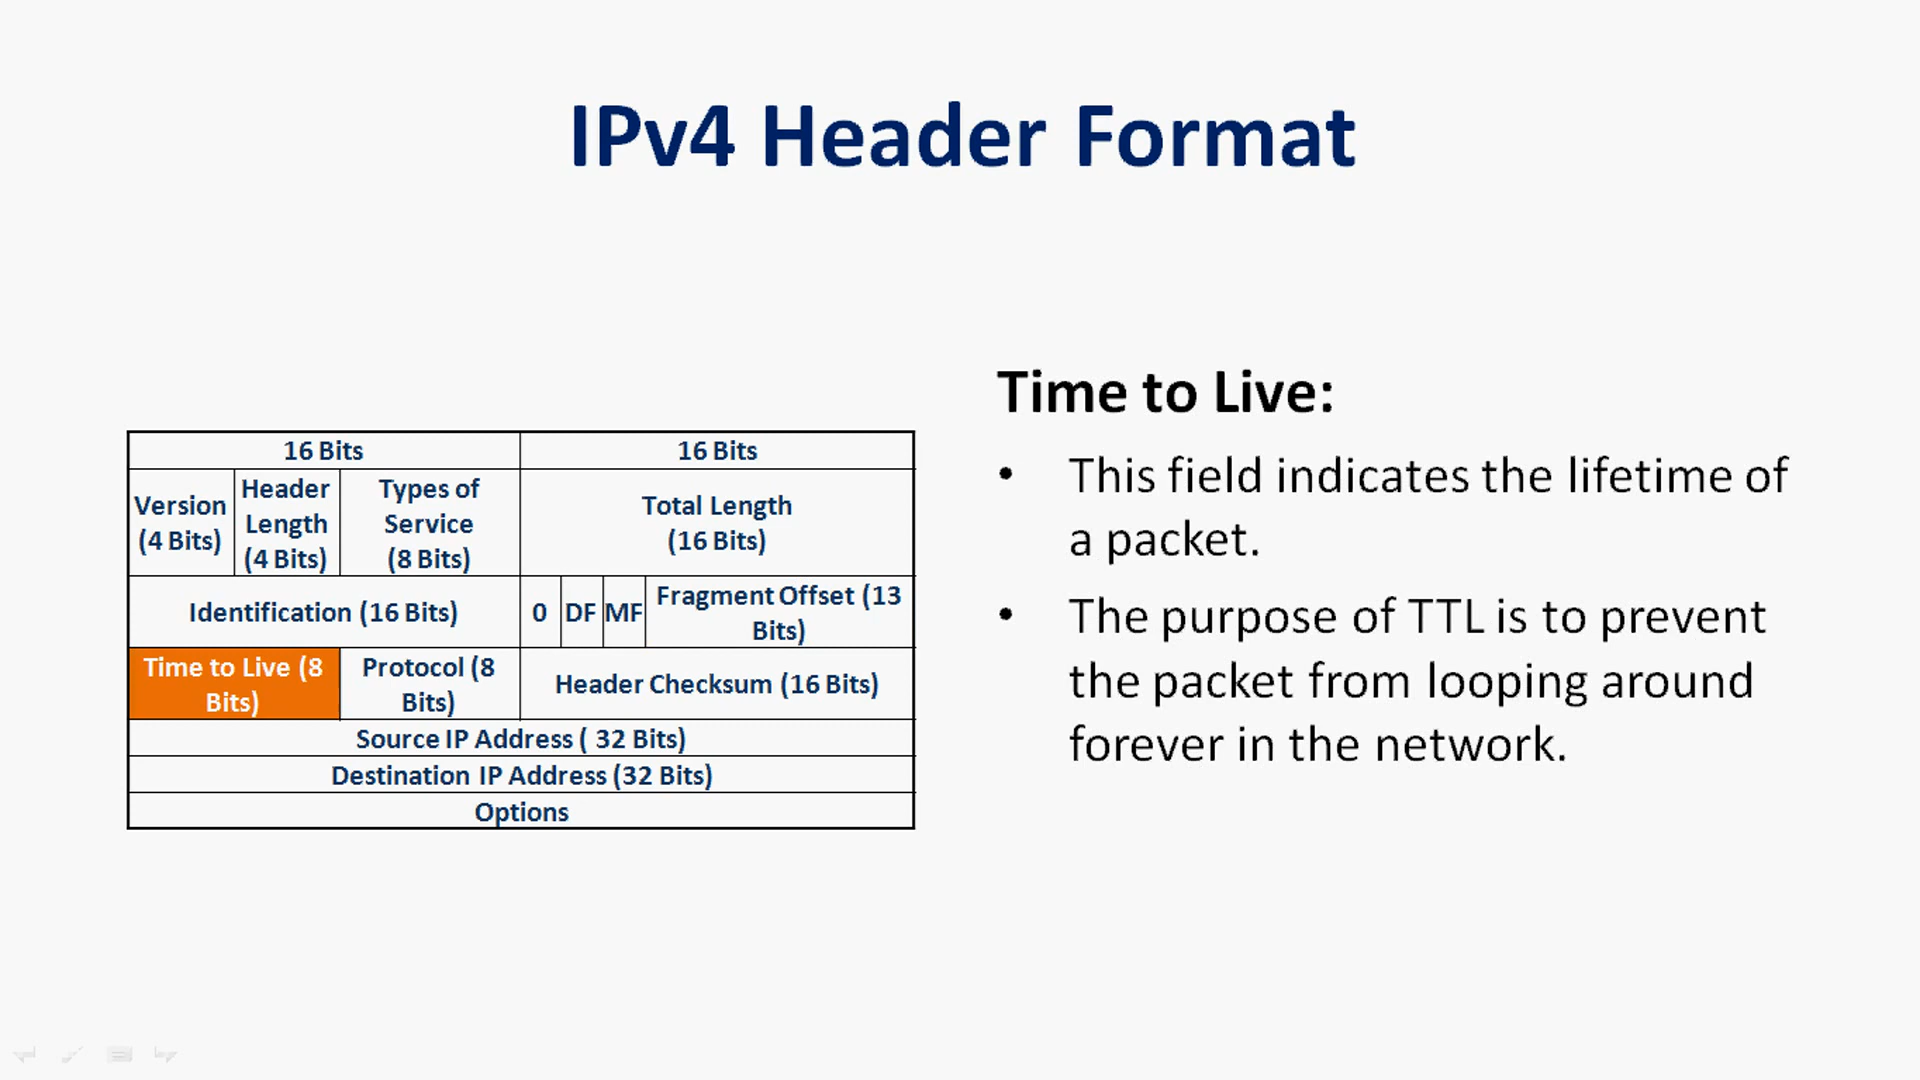 IPv4 Header Format
16 Bits
16 Bits
Version
(4 Bits)
Header
Length
(4 Bits)
Types of
Service
(8 Bits)
Total Length
(16 Bits)
Identification (16 Bits)
0
DF
MF
Fragment Offset (13
Bits)
Time to Live (8
Bits)
Protocol (8
Bits)
Header Checksum (16 Bits)
Source IP Address ( 32 Bits)
Destination IP Address (32 Bits)
Options
Time to Live:
• This field indicates the lifetime of
a packet.
• The purpose of TTL is to prevent
the packet from looping around
forever in the network.